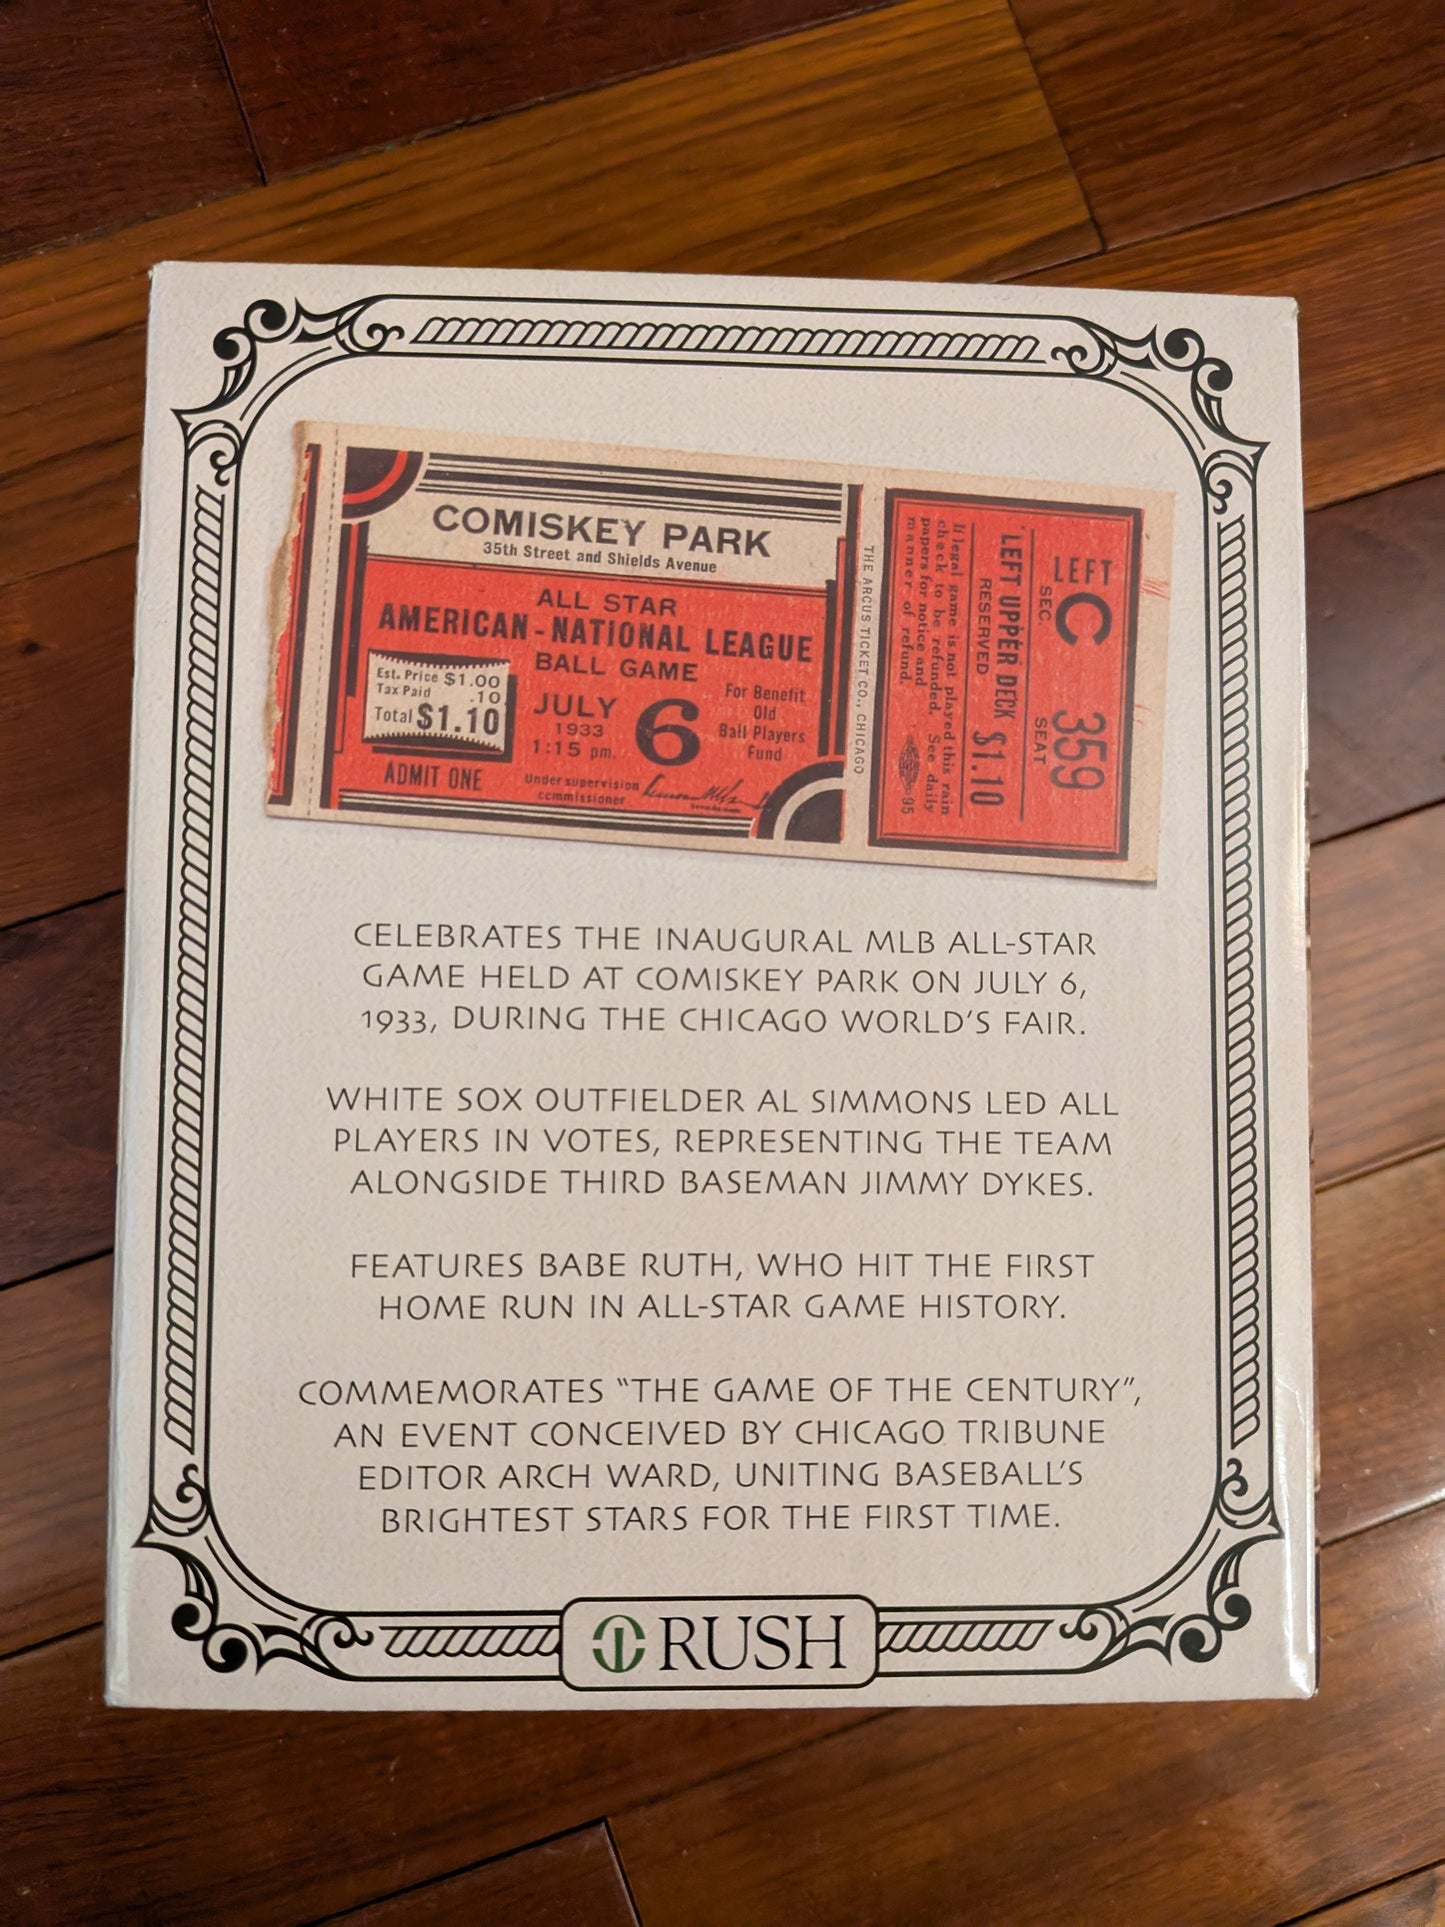 COMISKEY PARK
35th Street and Shields Avenue
ALL STAR
AMERICAN-NATIONAL LEAGUE
BALL GAME
Est. Price $1.00
Tax Paid .10
Total $1.10
ADMIT ONE
JULY 6
1933
1:15 pm.
For Benefit
Old
Ball Players
Fund
Under supervision
commissioner
THE ARCUS TICKET CO., CHICAGO
LEFT
C
SEC.
359
SEAT
LEFT UPPER DECK $1.10
RESERVED
If legal game is not played this rain
check to be refunded. See daily
papers for notice and
manner of refund.
95
CELEBRATES THE INAUGURAL MLB ALL-STAR
GAME HELD AT COMISKEY PARK ON JULY 6,
1933, DURING THE CHICAGO WORLD'S FAIR.
WHITE SOX OUTFIELDER AL SIMMONS LED ALL
PLAYERS IN VOTES, REPRESENTING THE TEAM
ALONGSIDE THIRD BASEMAN JIMMY DYKES.
FEATURES BABE RUTH, WHO HIT THE FIRST
HOME RUN IN ALL-STAR GAME HISTORY.
COMMEMORATES "THE GAME OF THE CENTURY",
AN EVENT CONCEIVED BY CHICAGO TRIBUNE
EDITOR ARCH WARD, UNITING BASEBALL'S
BRIGHTEST STARS FOR THE FIRST TIME.
RUSH